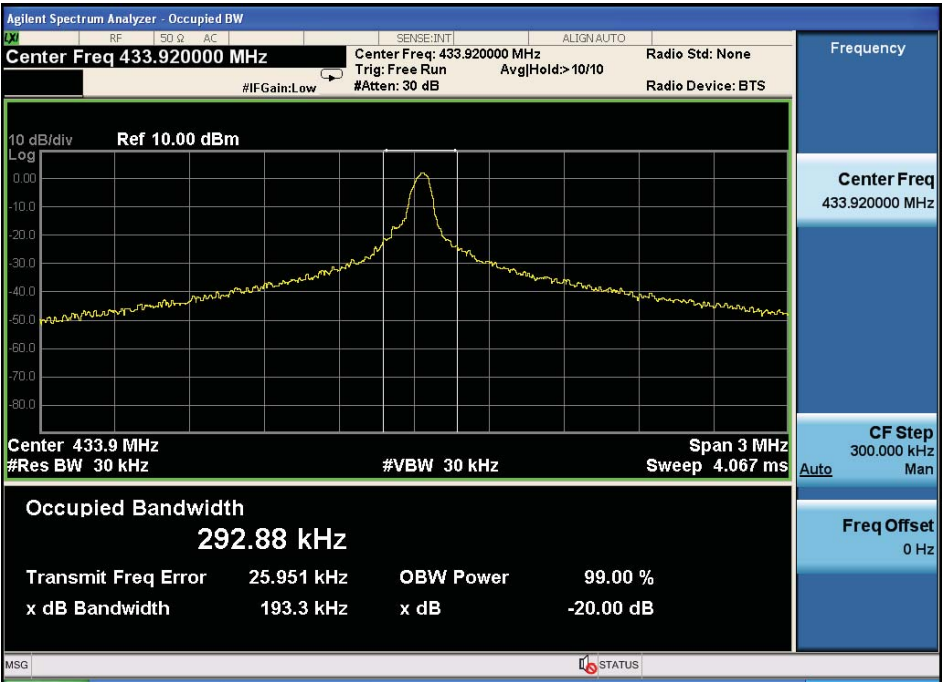 Agilent Spectrum Analyzer - Occupied BW
LXI RF 50 Ω AC SENSE:INT ALIGN AUTO
Center Freq 433.920000 MHz
Center Freq: 433.920000 MHz Radio Std: None
Trig: Free Run Avg|Hold:> 10/10
#IFGain:Low #Atten: 30 dB Radio Device: BTS
10 dB/div Ref 10.00 dBm
Log
0.00
-10.0
-20.0
-30.0
-40.0
-50.0
-60.0
-70.0
-80.0
Center 433.9 MHz Span 3 MHz
#Res BW 30 kHz #VBW 30 kHz Sweep 4.067 ms
Occupied Bandwidth
292.88 kHz
Transmit Freq Error 25.951 kHz OBW Power 99.00 %
x dB Bandwidth 193.3 kHz x dB -20.00 dB
MSG STATUS
Frequency
Center Freq
433.920000 MHz
CF Step
300.000 kHz
Auto Man
Freq Offset
0 Hz